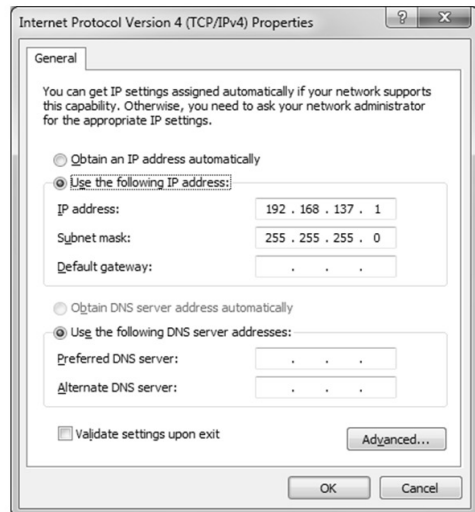 Internet Protocol Version 4 (TCP/IPv4) Properties
General
You can get IP settings assigned automatically if your network supports
this capability. Otherwise, you need to ask your network administrator
for the appropriate IP settings.
Obtain an IP address automatically
Use the following IP address:
IP address: 192 . 168 . 137 . 1
Subnet mask: 255 . 255 . 255 . 0
Default gateway: . . .
Obtain DNS server address automatically
Use the following DNS server addresses:
Preferred DNS server: . . .
Alternate DNS server: . . .
Validate settings upon exit
Advanced...
OK Cancel